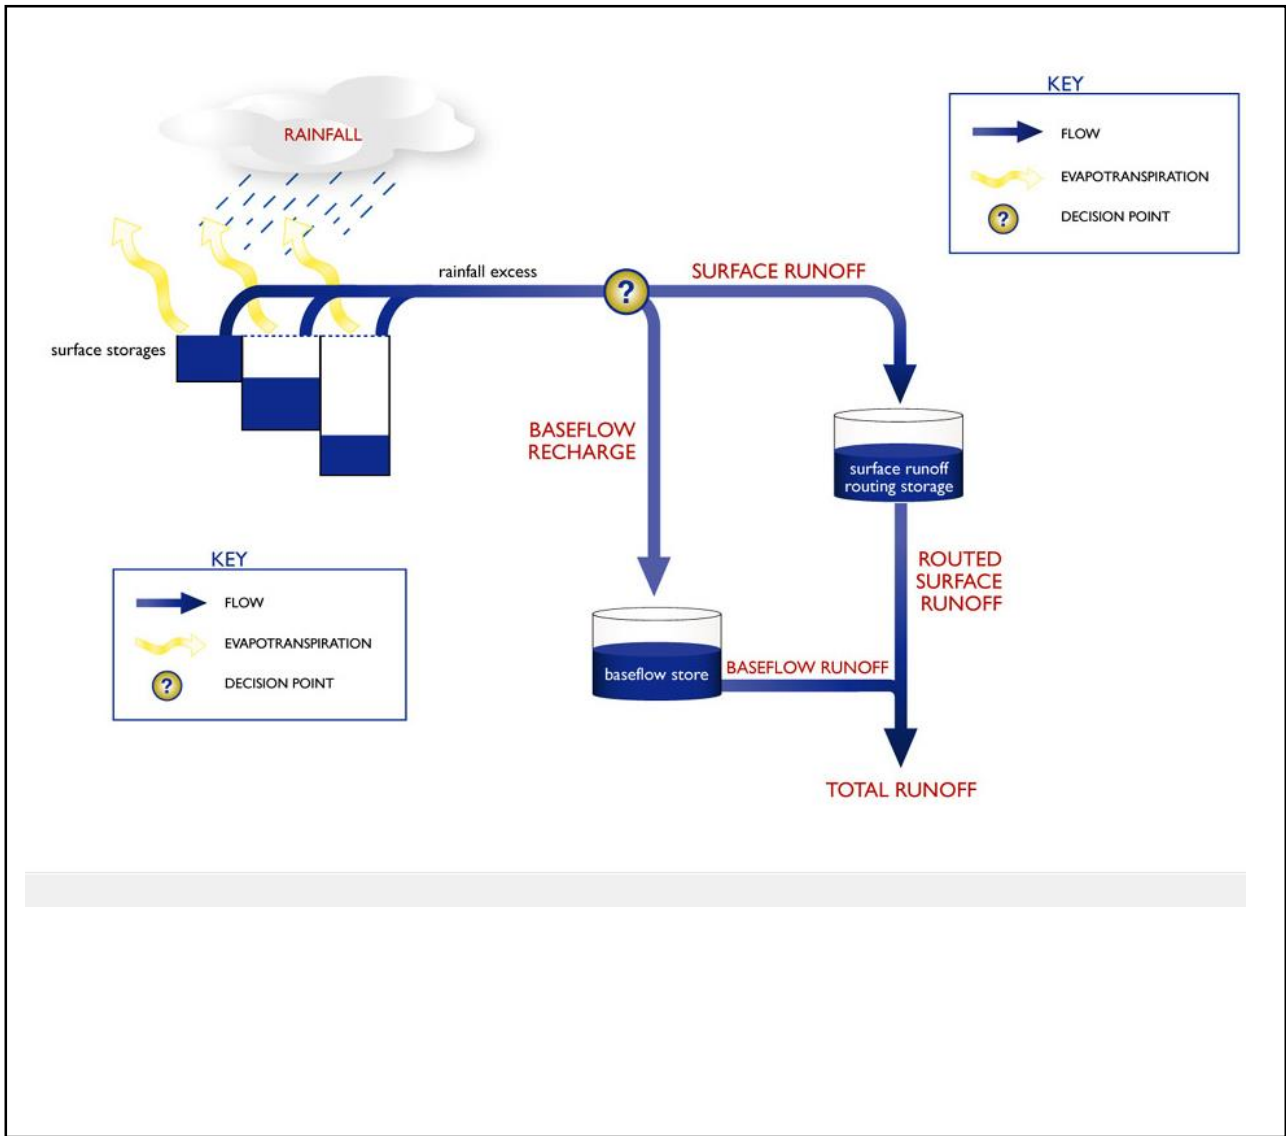 KEY
RAINFALL
FLOW
EVAPOTRANSPIRATION
?
DECISION POINT
rainfall excess
SURFACE RUNOFF
?
surface storages
BASEFLOW
RECHARGE
surface runoff
routing storage
KEY
FLOW
EVAPOTRANSPIRATION
?
DECISION POINT
ROUTED
SURFACE
RUNOFF
baseflow store
BASEFLOW RUNOFF
TOTAL RUNOFF